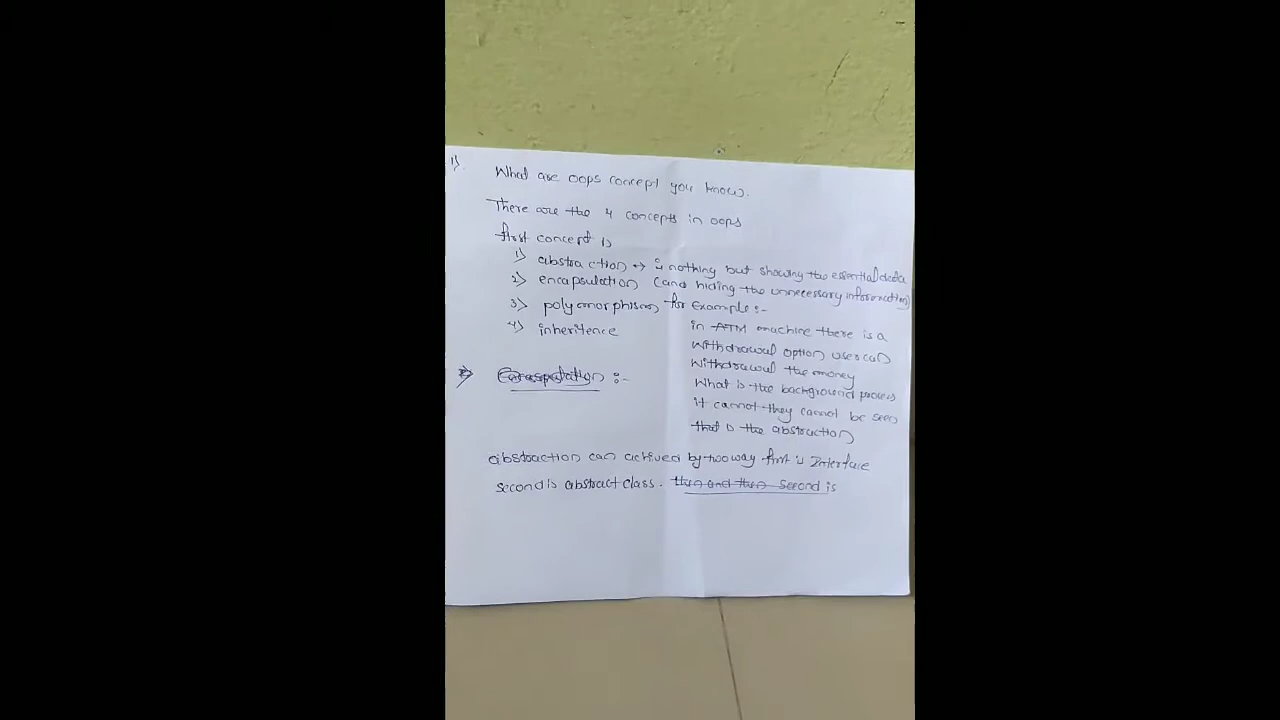 1).
What are oops concept you know.
There are the 4 concepts in oops
first concept is
1) abstraction → is nothing but showing the essential data
2) encapsulation (and hiding the unnecessary information)
3) polymorphism for example:-
4) inheritence in ATM machine there is a
withdrawal option user can
withdrawal the money
What is the background process
it cannot they cannot be seen
that is the abstraction
:-
abstraction can achived by two way first is Interface
second is abstract class. then and then second is